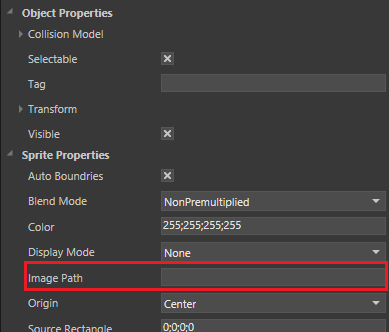 Object Properties
Collision Model
Selectable
Tag
Transform
Visible
Sprite Properties
Auto Boundries
Blend Mode NonPremultiplied
Color 255;255;255;255
Display Mode None
Image Path
Origin Center
Source Rectangle 0;0;0;0